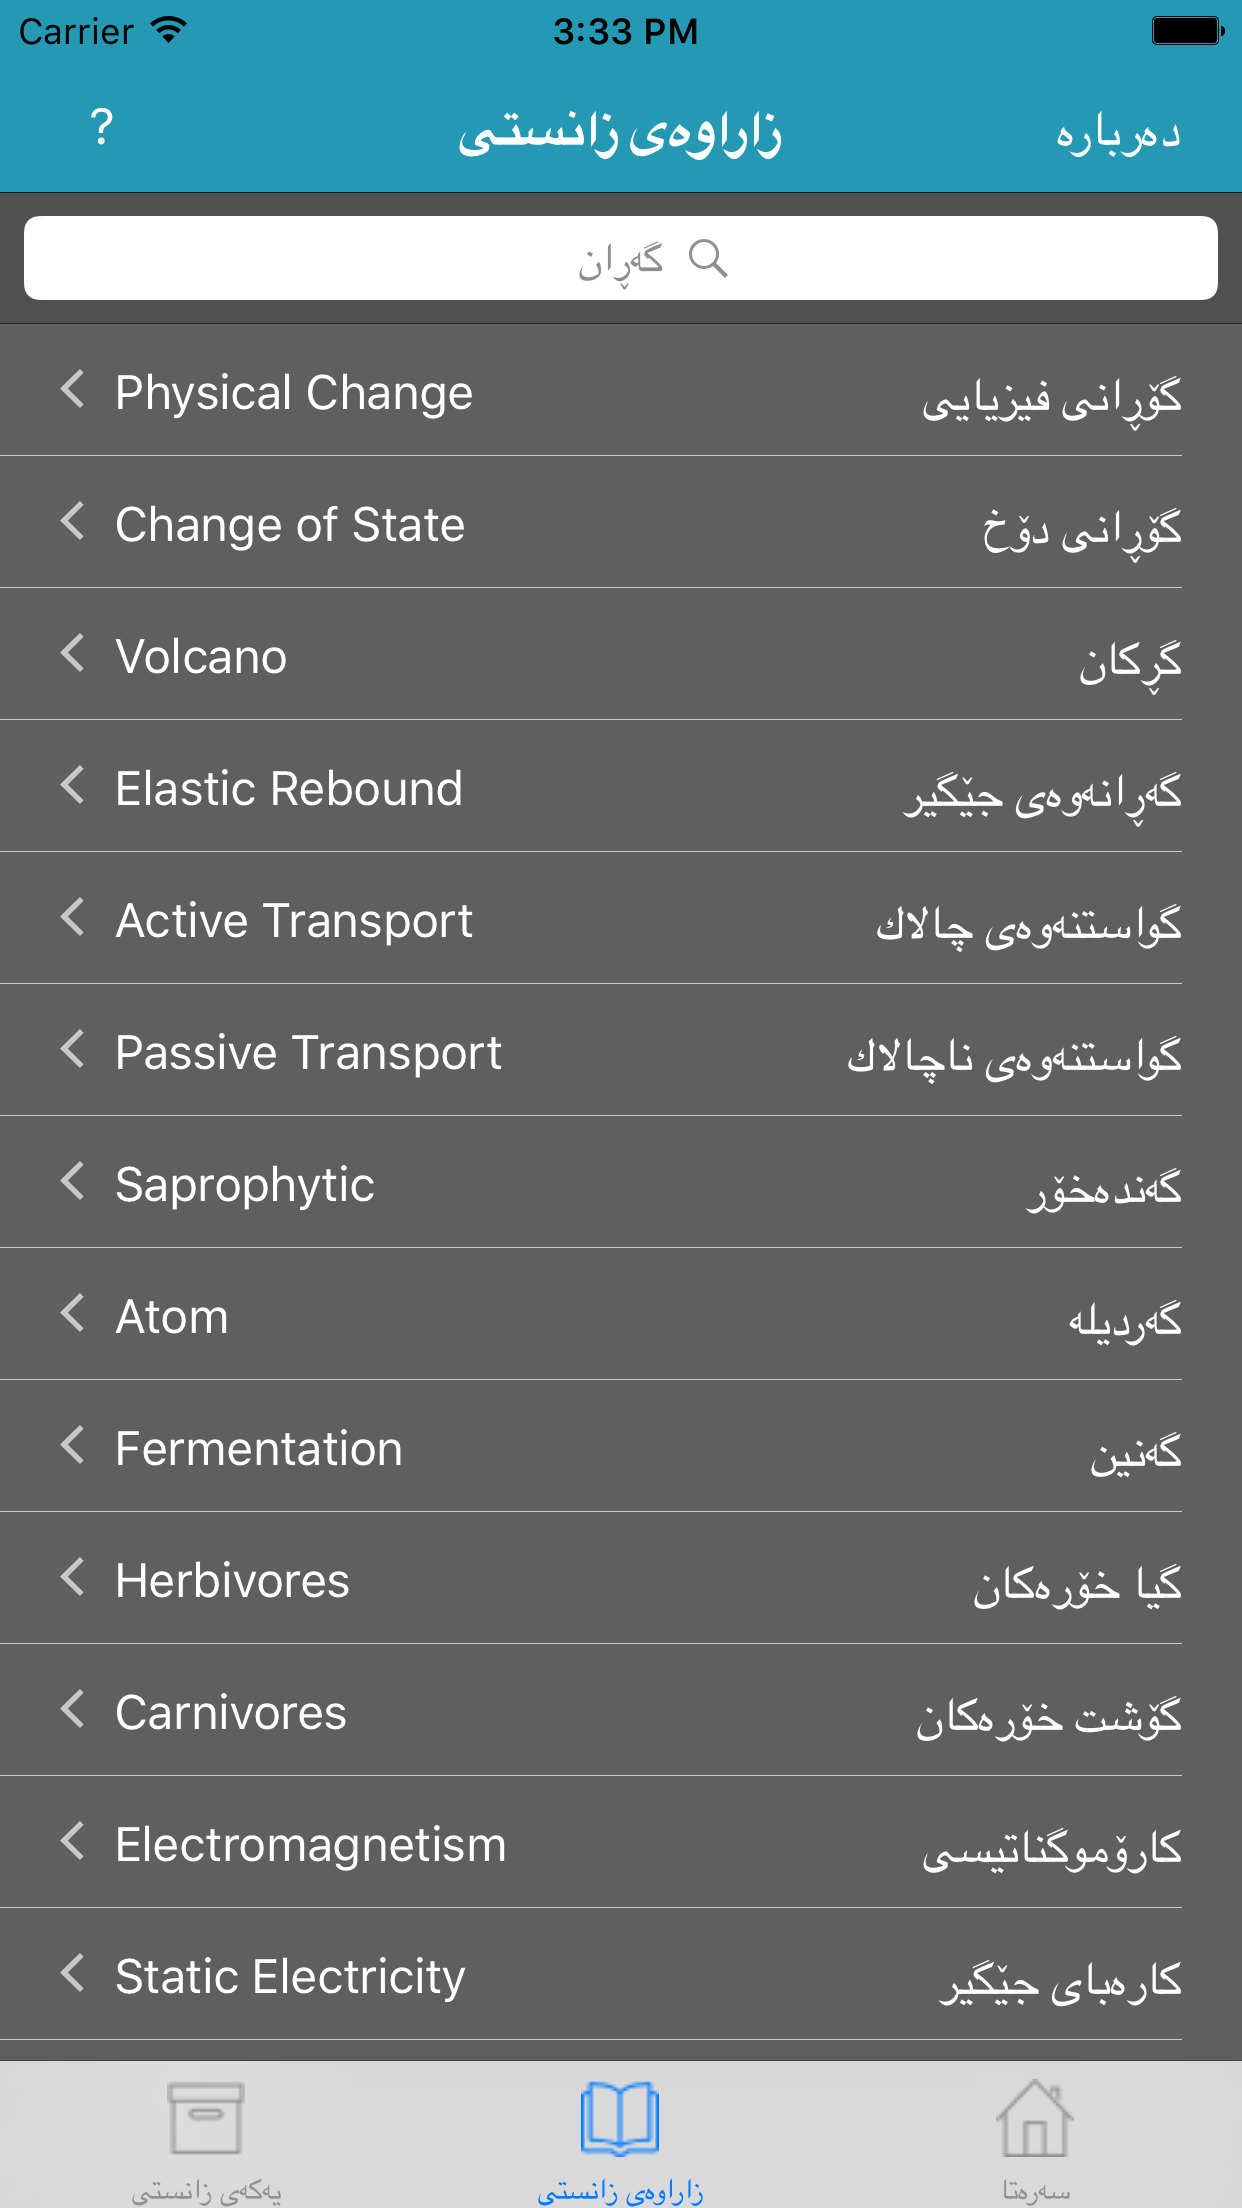 Carrier 3:33 PM
دەربارە زاراوەی زانستی ?
گەڕان
گۆڕانی فیزیایی Physical Change
گۆڕانی دۆخ Change of State
گڕکان Volcano
گەڕانەوەی جێگیر Elastic Rebound
گواستنەوەی چالاك Active Transport
گواستنەوەی ناچالاك Passive Transport
گەندەخۆر Saprophytic
گەردیلە Atom
گەنین Fermentation
گیا خۆرەکان Herbivores
گۆشت خۆرەکان Carnivores
کارۆموگناتیسی Electromagnetism
کارەبای جێگیر Static Electricity
سەرەتا زاراوەی زانستی یەکەی زانستی